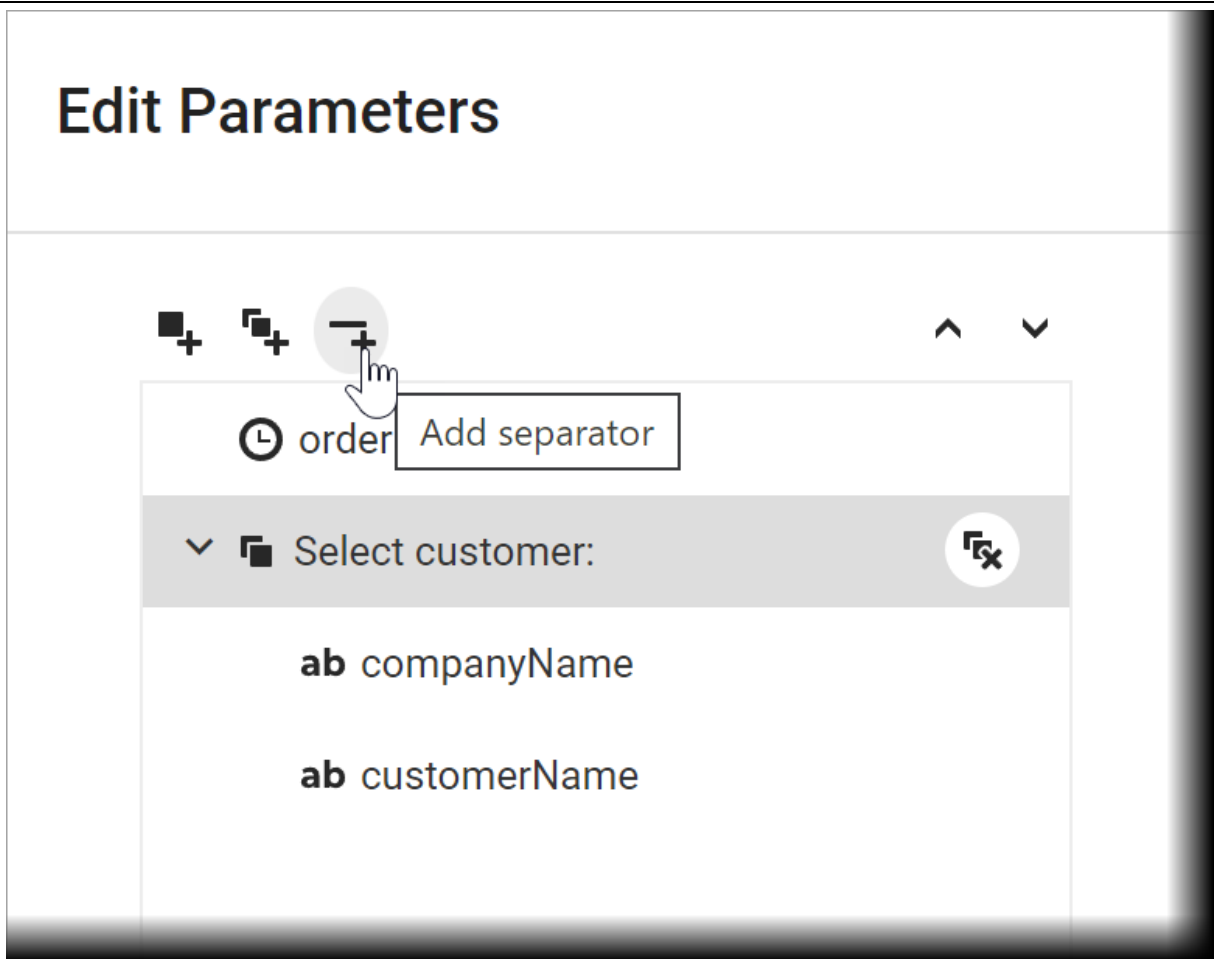 Edit Parameters
order
Add separator
Select customer:
ab companyName
ab customerName